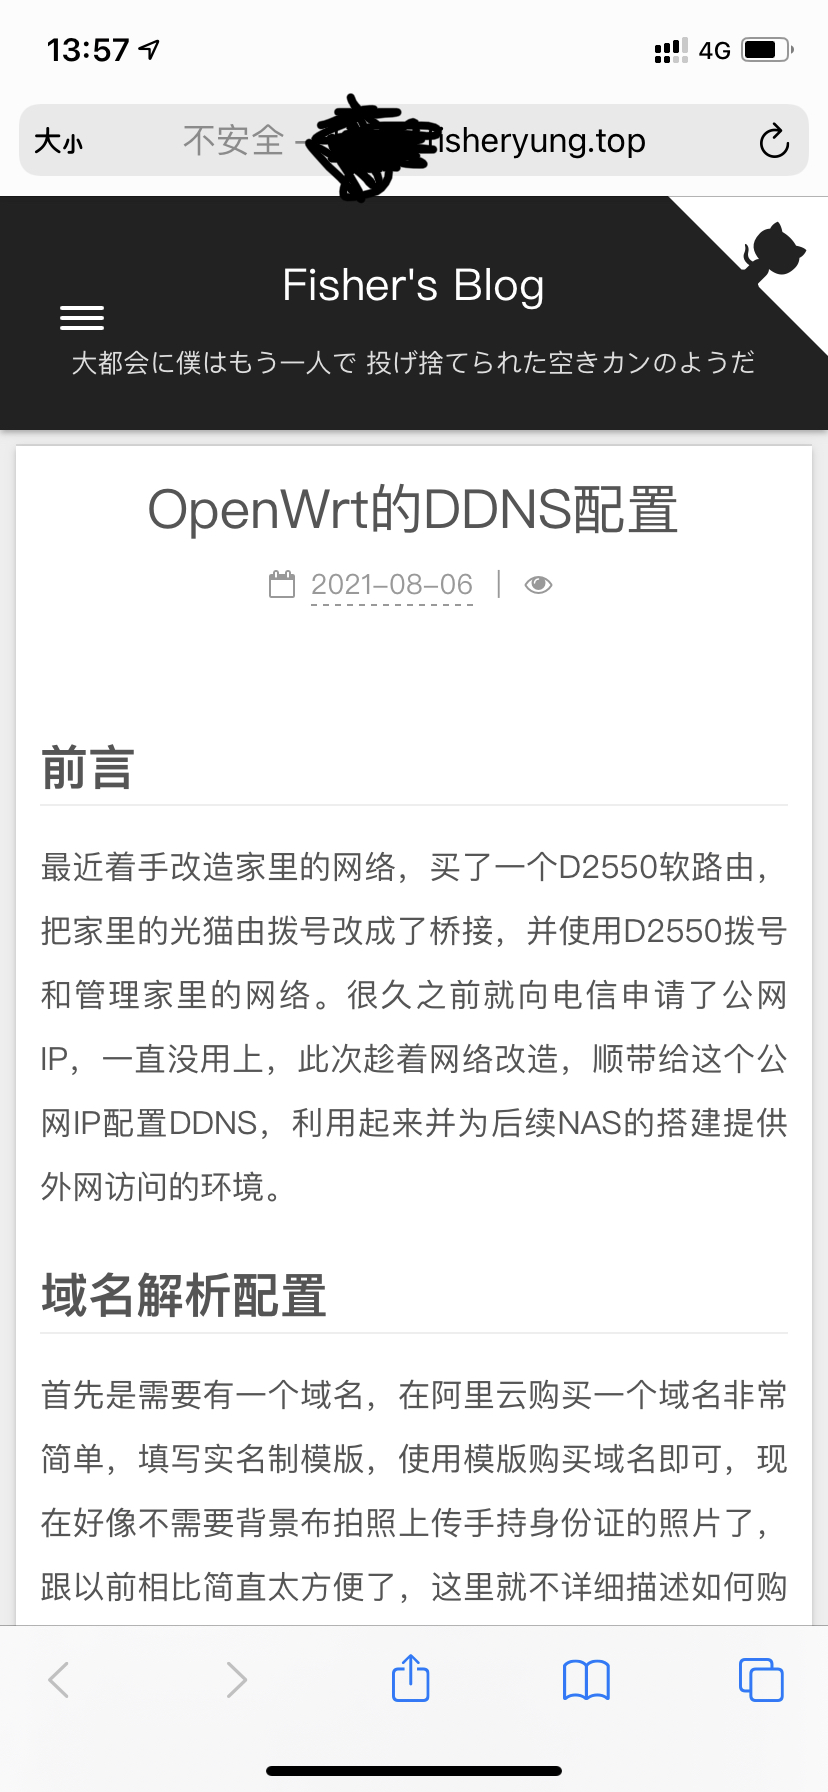 13:57
4G
大小 不安全 — fisheryung.top
Fisher's Blog
大都会に僕はもう一人で 投げ捨てられた空きカンのようだ
OpenWrt的DDNS配置
2021-08-06 |
前言
最近着手改造家里的网络，买了一个D2550软路由，
把家里的光猫由拨号改成了桥接，并使用D2550拨号
和管理家里的网络。很久之前就向电信申请了公网
IP，一直没用上，此次趁着网络改造，顺带给这个公
网IP配置DDNS，利用起来并为后续NAS的搭建提供
外网访问的环境。
域名解析配置
首先是需要有一个域名，在阿里云购买一个域名非常
简单，填写实名制模版，使用模版购买域名即可，现
在好像不需要背景布拍照上传手持身份证的照片了，
跟以前相比简直太方便了，这里就不详细描述如何购